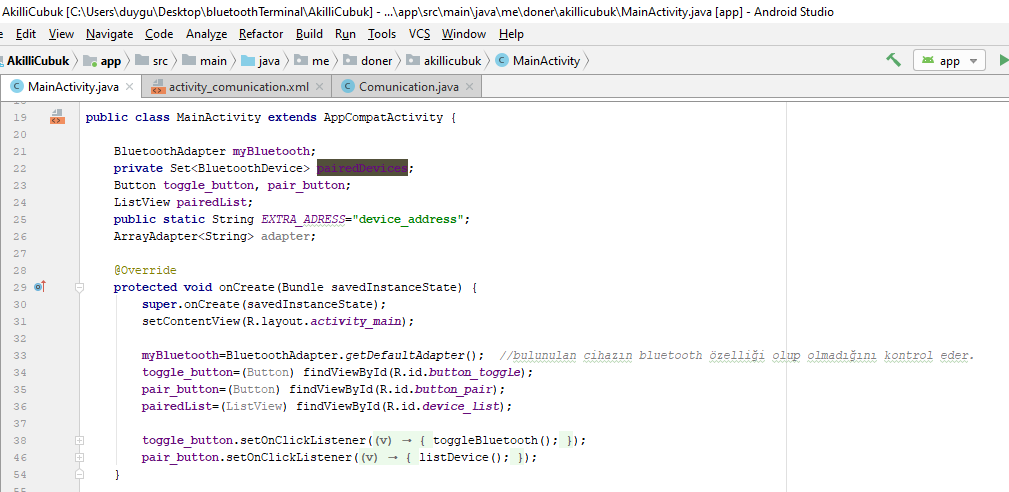 AkilliCubuk [C:\Users\duygu\Desktop\bluetoothTerminal\AkilliCubuk] - ...\app\src\main\java\me\doner\akillicubuk\MainActivity.java [app] - Android Studio
Edit View Navigate Code Analyze Refactor Build Run Tools VCS Window Help
AkilliCubuk app src main java me doner akillicubuk MainActivity app
MainActivity.java activity_comunication.xml Comunication.java
19 public class MainActivity extends AppCompatActivity {
20
21 BluetoothAdapter myBluetooth;
22 private Set<BluetoothDevice> pairedDevices;
23 Button toggle_button, pair_button;
24 ListView pairedList;
25 public static String EXTRA_ADRESS="device_address";
26 ArrayAdapter<String> adapter;
27
28 @Override
29 protected void onCreate(Bundle savedInstanceState) {
30 super.onCreate(savedInstanceState);
31 setContentView(R.layout.activity_main);
32
33 myBluetooth=BluetoothAdapter.getDefaultAdapter(); //bulunulan cihazın bluetooth özelliği olup olmadığını kontrol eder.
34 toggle_button=(Button) findViewById(R.id.button_toggle);
35 pair_button=(Button) findViewById(R.id.button_pair);
36 pairedList=(ListView) findViewById(R.id.device_list);
37
38 toggle_button.setOnClickListener((v) → { toggleBluetooth(); });
46 pair_button.setOnClickListener((v) → { listDevice(); });
54 }